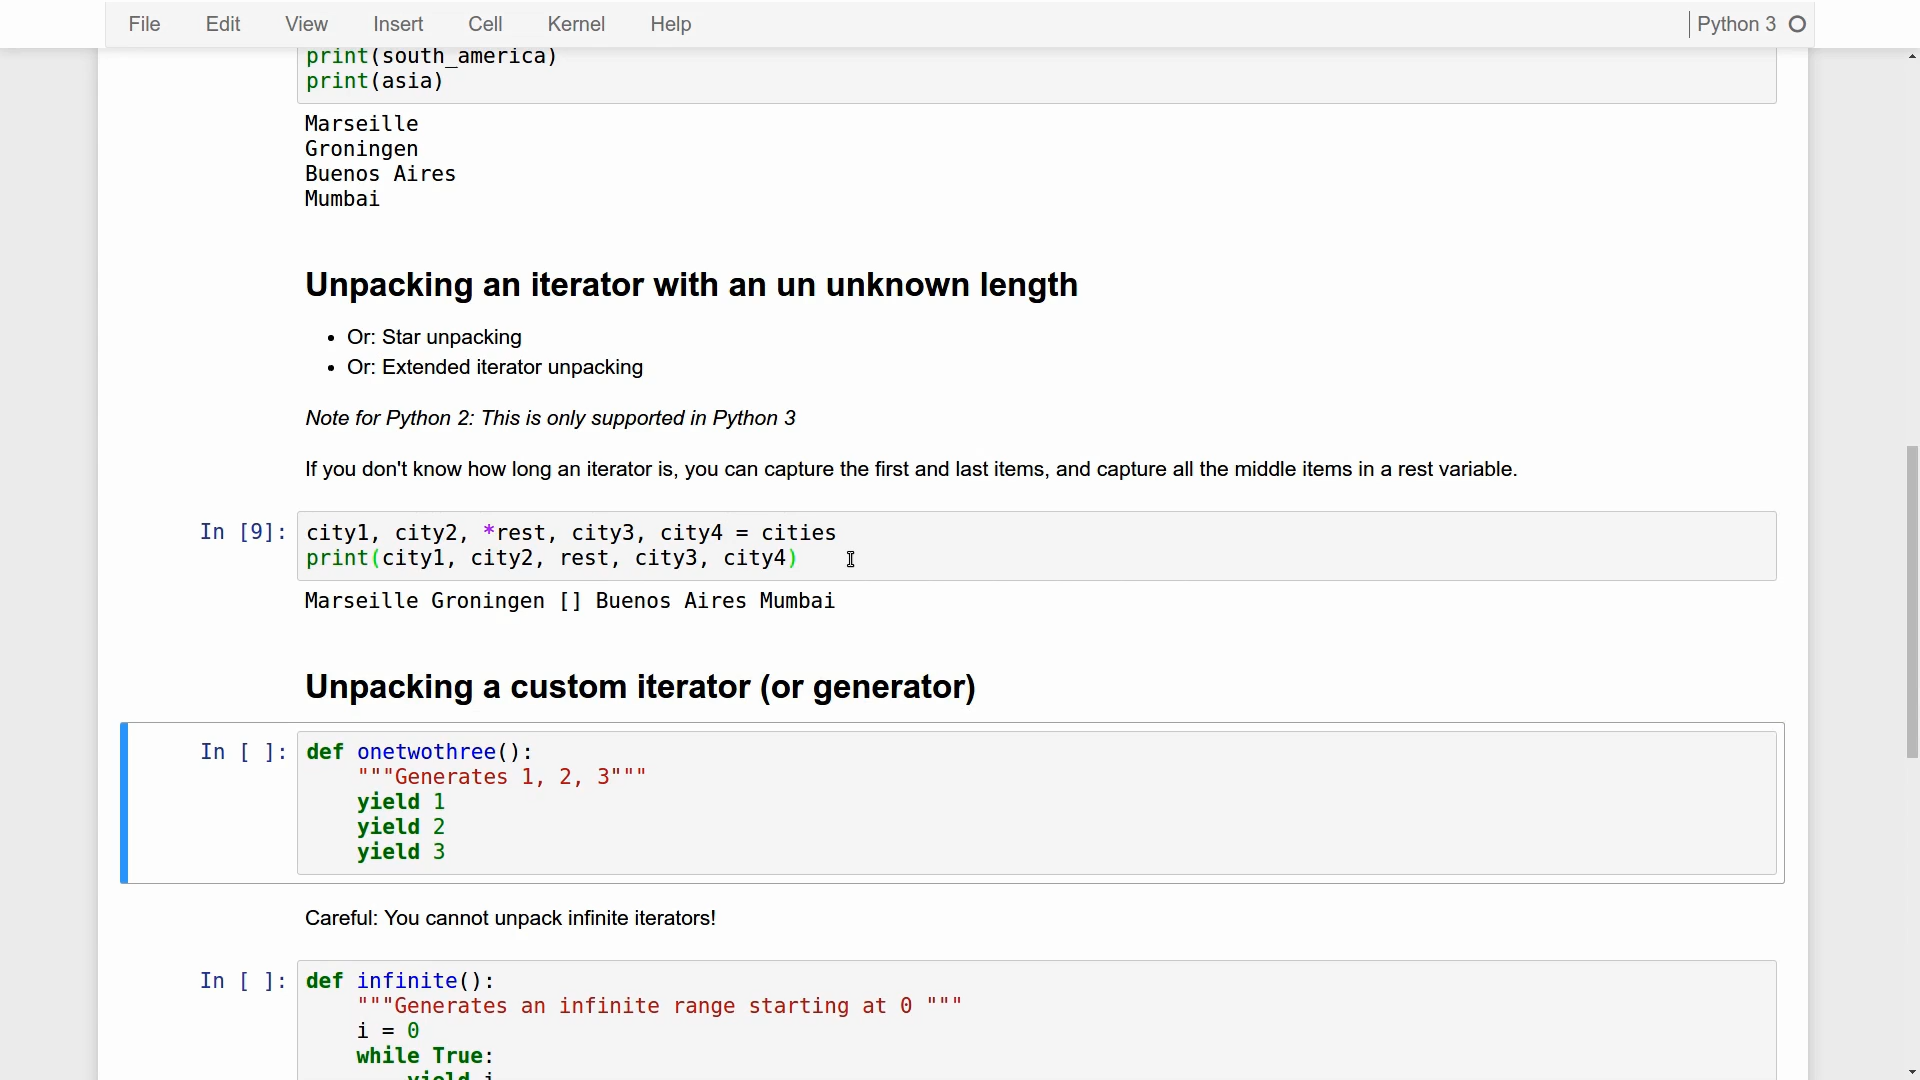 File Edit View Insert Cell Kernel Help Python 3
print(south_america)
print(asia)
Marseille
Groningen
Buenos Aires
Mumbai
Unpacking an iterator with an un unknown length
• Or: Star unpacking
• Or: Extended iterator unpacking
Note for Python 2: This is only supported in Python 3
If you don't know how long an iterator is, you can capture the first and last items, and capture all the middle items in a rest variable.
In [9]: city1, city2, *rest, city3, city4 = cities
print(city1, city2, rest, city3, city4)
Marseille Groningen [] Buenos Aires Mumbai
Unpacking a custom iterator (or generator)
In [ ]: def onetwothree():
"""Generates 1, 2, 3"""
yield 1
yield 2
yield 3
Careful: You cannot unpack infinite iterators!
In [ ]: def infinite():
"""Generates an infinite range starting at 0 """
i = 0
while True:
yield i